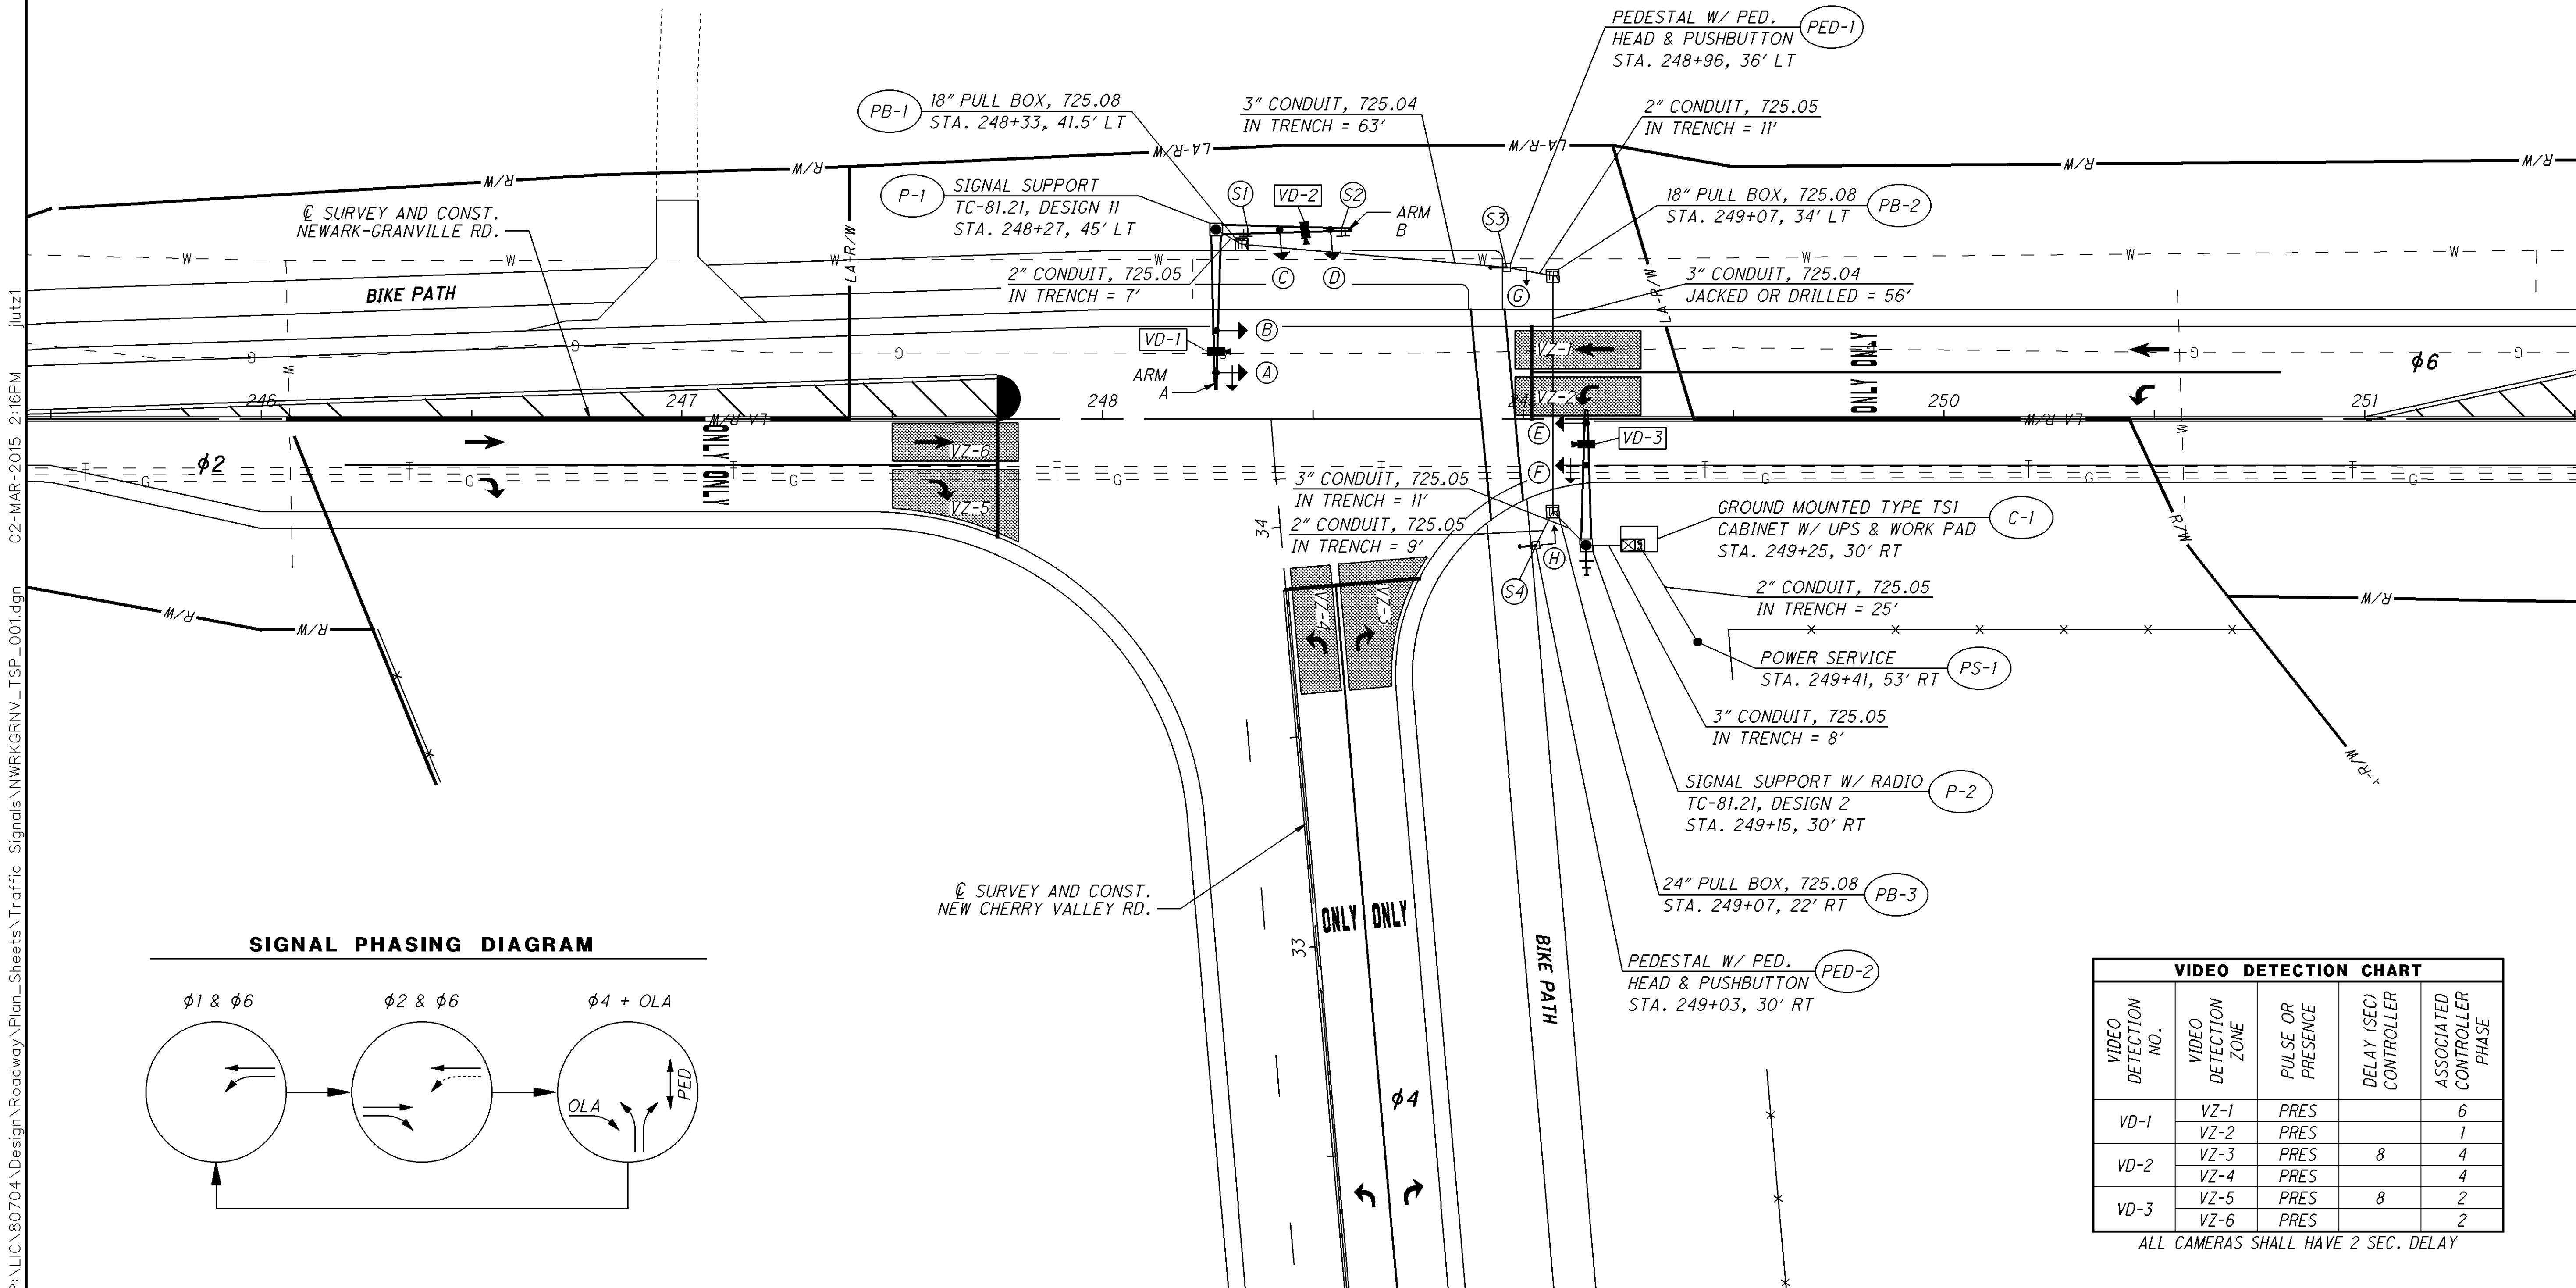 PEDESTAL W/ PED.
HEAD & PUSHBUTTON
STA. 248+96, 36' LT
PED-1
PB-1
18" PULL BOX, 725.08
STA. 248+33, 41.5' LT
3" CONDUIT, 725.04
IN TRENCH = 63'
2" CONDUIT, 725.05
IN TRENCH = 11'
LA-R/W
LA-R/W
R/W
R/W
R/W
R/W
P-1
SIGNAL SUPPORT
TC-81.21, DESIGN 11
STA. 248+27, 45' LT
S1
VD-2
S2
ARM
B
S3
18" PULL BOX, 725.08
STA. 249+07, 34' LT
PB-2
℄ SURVEY AND CONST.
NEWARK-GRANVILLE RD.
LA-R/W
W
W
W
W
W
W
W
W
2" CONDUIT, 725.05
IN TRENCH = 7'
C
D
G
3" CONDUIT, 725.04
JACKED OR DRILLED = 56'
LA-R/W
BIKE PATH
VD-1
B
A
ARM
A
G
G
G
G
G
VZ-1
VZ-2
ONLY ONLY
ϕ6
W
W
246
247
248
250
251
LA-R/W
LA-R/W
ϕ2
VZ-6
VZ-5
ONLY ONLY
T
T
T
T
T
T
T
T
G
G
G
G
G
G
G
E
F
VD-3
3" CONDUIT, 725.05
IN TRENCH = 11'
2" CONDUIT, 725.05
IN TRENCH = 9'
34
H
S4
GROUND MOUNTED TYPE TS1
CABINET W/ UPS & WORK PAD
STA. 249+25, 30' RT
C-1
R/W
R/W
R/W
R/W
2" CONDUIT, 725.05
IN TRENCH = 25'
VZ-4
VZ-3
POWER SERVICE
STA. 249+41, 53' RT
PS-1
3" CONDUIT, 725.05
IN TRENCH = 8'
SIGNAL SUPPORT W/ RADIO
TC-81.21, DESIGN 2
STA. 249+15, 30' RT
P-2
℄ SURVEY AND CONST.
NEW CHERRY VALLEY RD.
24" PULL BOX, 725.08
STA. 249+07, 22' RT
PB-3
ONLY ONLY
33
BIKE PATH
PEDESTAL W/ PED.
HEAD & PUSHBUTTON
STA. 249+03, 30' RT
PED-2
ϕ4
SIGNAL PHASING DIAGRAM
ϕ1 & ϕ6
ϕ2 & ϕ6
ϕ4 + OLA
OLA
PED
VIDEO DETECTION CHART
VIDEO DETECTION NO.
VIDEO DETECTION ZONE
PULSE OR PRESENCE
DELAY (SEC) CONTROLLER
ASSOCIATED CONTROLLER PHASE
VD-1
VZ-1 PRES 6
VZ-2 PRES 1
VD-2
VZ-3 PRES 8 4
VZ-4 PRES 4
VD-3
VZ-5 PRES 8 2
VZ-6 PRES 2
ALL CAMERAS SHALL HAVE 2 SEC. DELAY
P:\LIC\80704\Design\Roadway\Plan_Sheets\Traffic Signals\NWRKGRNV_TSP_001.dgn 02-MAR-2015 2:16PM jlutz1